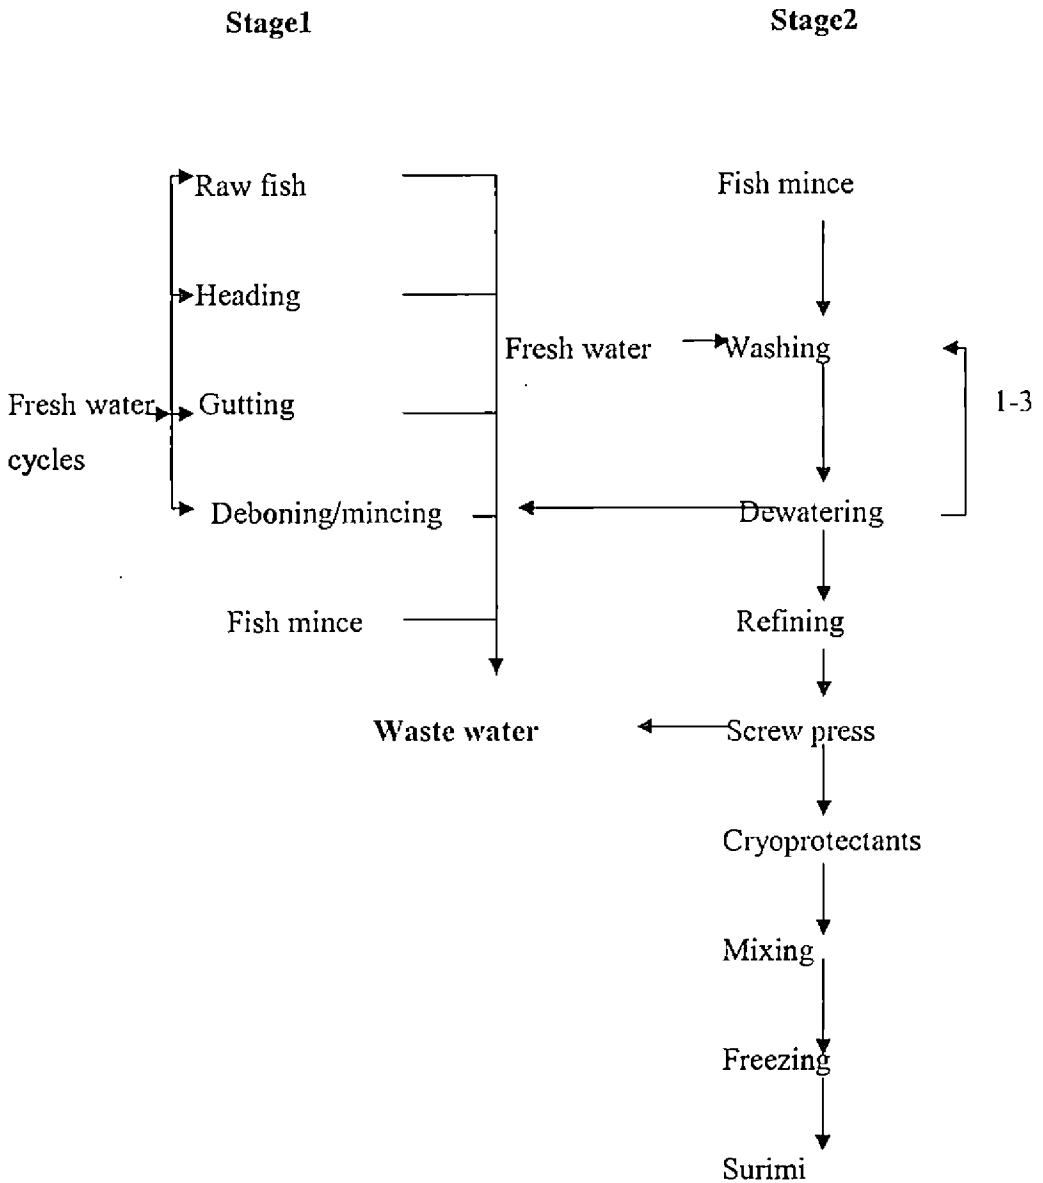 Stage1
Stage2
Raw fish
Fish mince
Heading
Fresh water
Washing
Fresh water
Gutting
1-3
cycles
Deboning/mincing
Dewatering
Fish mince
Refining
Waste water
Screw press
Cryoprotectants
Mixing
Freezing
Surimi